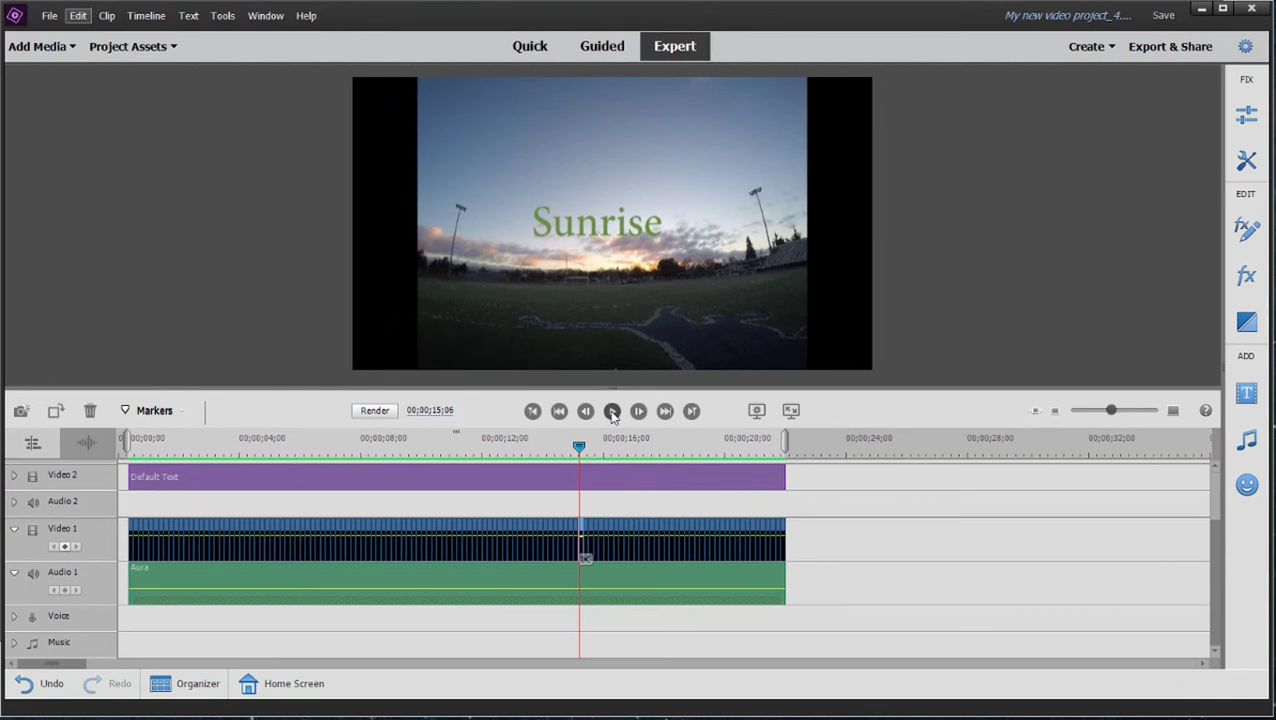 File Edit Clip Timeline Text Tools Window Help My new video project_4.... Save
Add Media Project Assets Quick Guided Expert Create Export & Share
FIX
Sunrise
EDIT
ADD
Markers Render 00;00;15;06
00;00;00 00;00;04;00 00;00;08;00 00;00;12;00 00;00;16;00 00;00;20;00 00;00;24;00 00;00;28;00 00;00;32;00
Video 2 Default Text
Audio 2
Video 1
Audio 1 Aura
Voice
Music
Undo Redo Organizer Home Screen